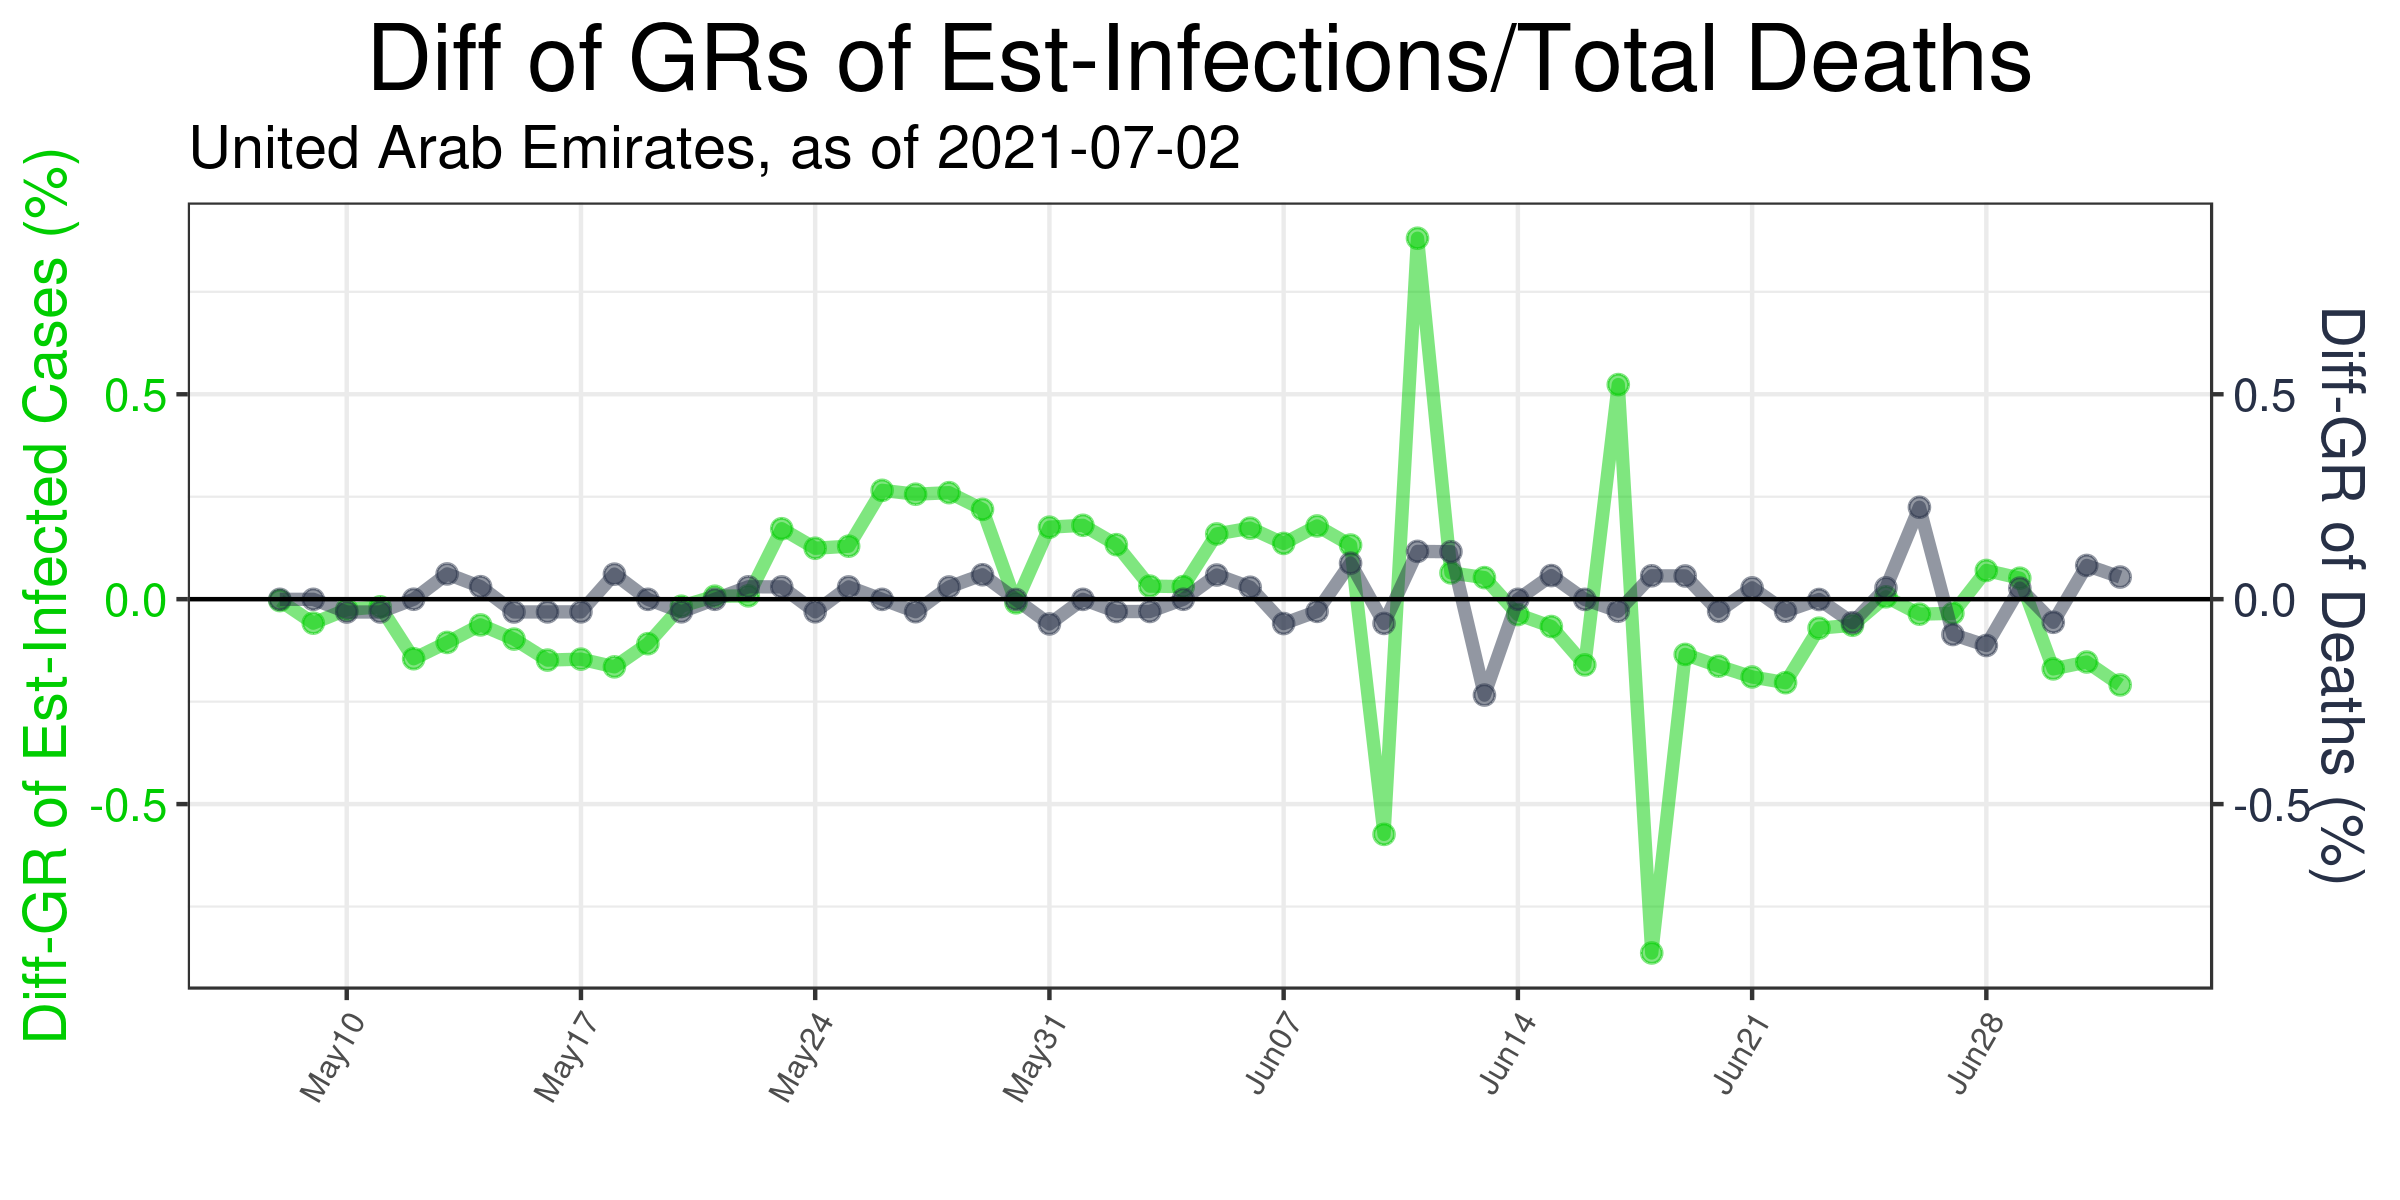 Diff of GRs of Est-Infections/Total Deaths
United Arab Emirates, as of 2021-07-02
Diff-GR of Est-Infected Cases (%)
0.5
0.0
-0.5
0.5
0.0
-0.5
Diff-GR of Deaths (%)
May10
May17
May24
May31
Jun07
Jun14
Jun21
Jun28